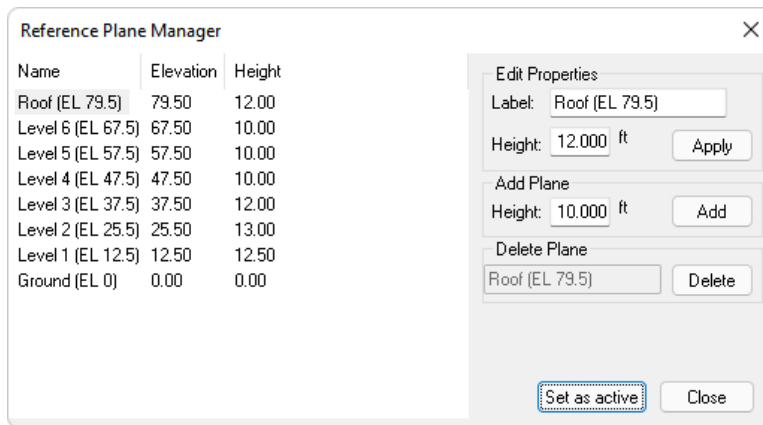 Reference Plane Manager
Name Elevation Height
Roof (EL 79.5) 79.50 12.00
Level 6 (EL 67.5) 67.50 10.00
Level 5 (EL 57.5) 57.50 10.00
Level 4 (EL 47.5) 47.50 10.00
Level 3 (EL 37.5) 37.50 12.00
Level 2 (EL 25.5) 25.50 13.00
Level 1 (EL 12.5) 12.50 12.50
Ground (EL 0) 0.00 0.00
Edit Properties
Label: Roof (EL 79.5)
Height: 12.000 ft Apply
Add Plane
Height: 10.000 ft Add
Delete Plane
Roof (EL 79.5) Delete
Set as active Close